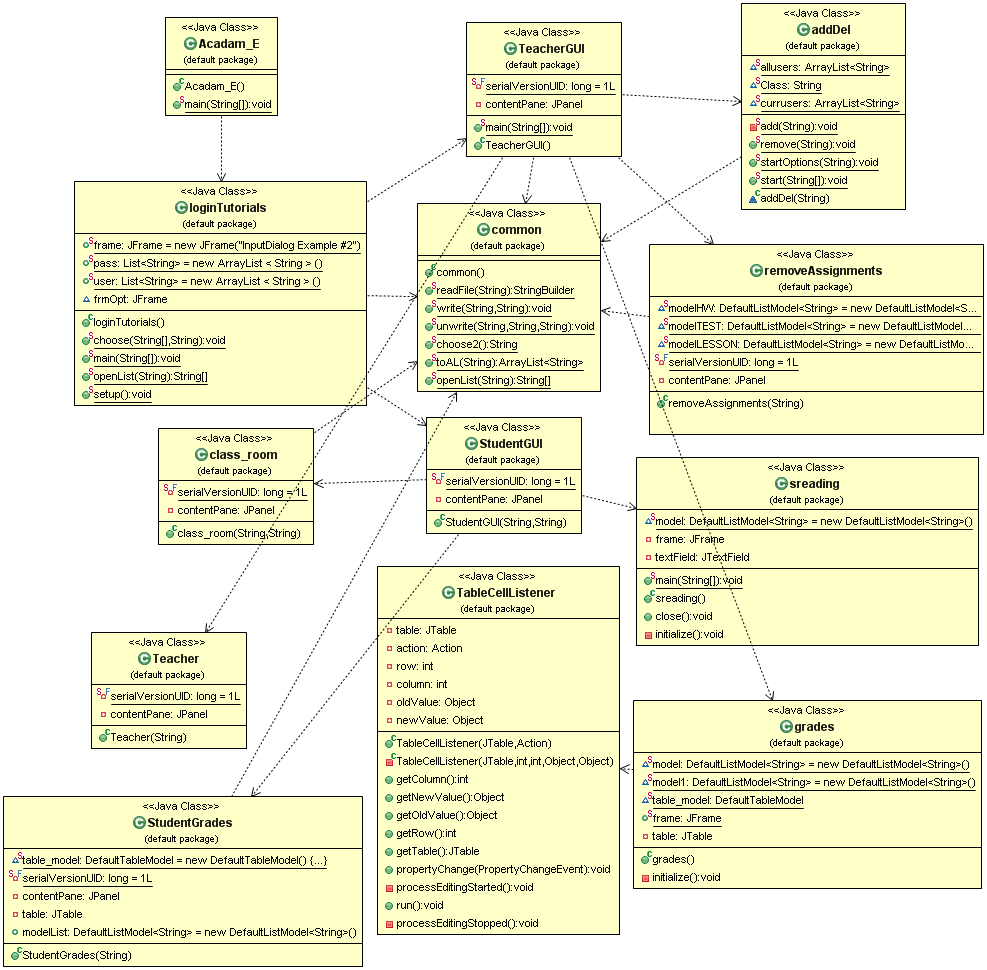 <<Java Class>>
Acadam_E
(default package)
Acadam_E()
main(String[]):void
<<Java Class>>
TeacherGUI
(default package)
serialVersionUID: long = 1L
contentPane: JPanel
main(String[]):void
TeacherGUI()
<<Java Class>>
addDel
(default package)
allusers: ArrayList<String>
Class: String
currusers: ArrayList<String>
add(String):void
remove(String):void
startOptions(String):void
start(String[]):void
addDel(String)
<<Java Class>>
loginTutorials
(default package)
frame: JFrame = new JFrame("InputDialog Example #2")
pass: List<String> = new ArrayList < String > ()
user: List<String> = new ArrayList < String > ()
frmOpt: JFrame
loginTutorials()
choose(String[],String):void
main(String[]):void
openList(String):String[]
setup():void
<<Java Class>>
common
(default package)
common()
readFile(String):StringBuilder
write(String,String):void
unwrite(String,String,String):void
choose2():String
toAL(String):ArrayList<String>
openList(String):String[]
<<Java Class>>
removeAssignments
(default package)
modelHW: DefaultListModel<String> = new DefaultListModel<S...
modelTEST: DefaultListModel<String> = new DefaultListModel...
modelLESSON: DefaultListModel<String> = new DefaultListMo...
serialVersionUID: long = 1L
contentPane: JPanel
removeAssignments(String)
<<Java Class>>
class_room
(default package)
serialVersionUID: long = 1L
contentPane: JPanel
class_room(String,String)
<<Java Class>>
StudentGUI
(default package)
serialVersionUID: long = 1L
contentPane: JPanel
StudentGUI(String,String)
<<Java Class>>
sreading
(default package)
model: DefaultListModel<String> = new DefaultListModel<String>()
frame: JFrame
textField: JTextField
main(String[]):void
sreading()
close():void
initialize():void
<<Java Class>>
Teacher
(default package)
serialVersionUID: long = 1L
contentPane: JPanel
Teacher(String)
<<Java Class>>
TableCellListener
(default package)
table: JTable
action: Action
row: int
column: int
oldValue: Object
newValue: Object
TableCellListener(JTable,Action)
TableCellListener(JTable,int,int,Object,Object)
getColumn():int
getNewValue():Object
getOldValue():Object
getRow():int
getTable():JTable
propertyChange(PropertyChangeEvent):void
processEditingStarted():void
run():void
processEditingStopped():void
<<Java Class>>
grades
(default package)
model: DefaultListModel<String> = new DefaultListModel<String>()
model1: DefaultListModel<String> = new DefaultListModel<String>()
table_model: DefaultTableModel
frame: JFrame
table: JTable
grades()
initialize():void
<<Java Class>>
StudentGrades
(default package)
table_model: DefaultTableModel = new DefaultTableModel() {...}
serialVersionUID: long = 1L
contentPane: JPanel
table: JTable
modelList: DefaultListModel<String> = new DefaultListModel<String>()
StudentGrades(String)